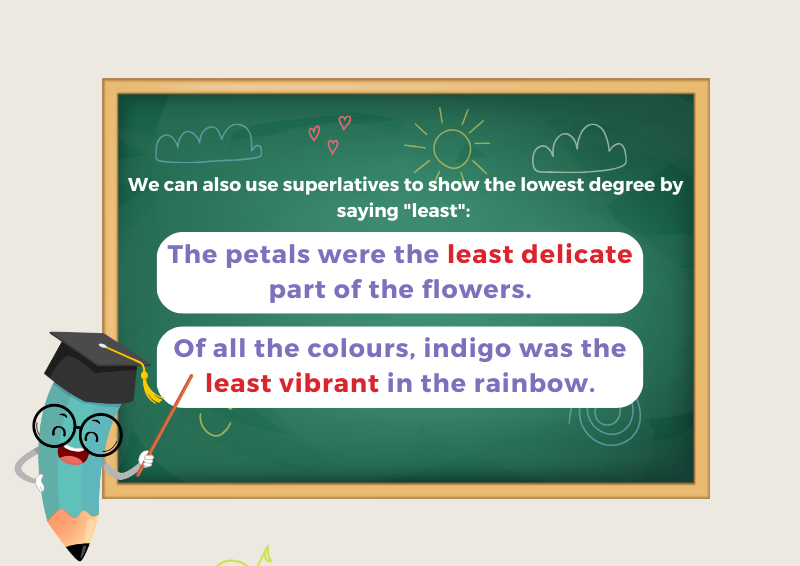 We can also use superlatives to show the lowest degree by
saying "least":
The petals were the least delicate
part of the flowers.
Of all the colours, indigo was the
least vibrant in the rainbow.